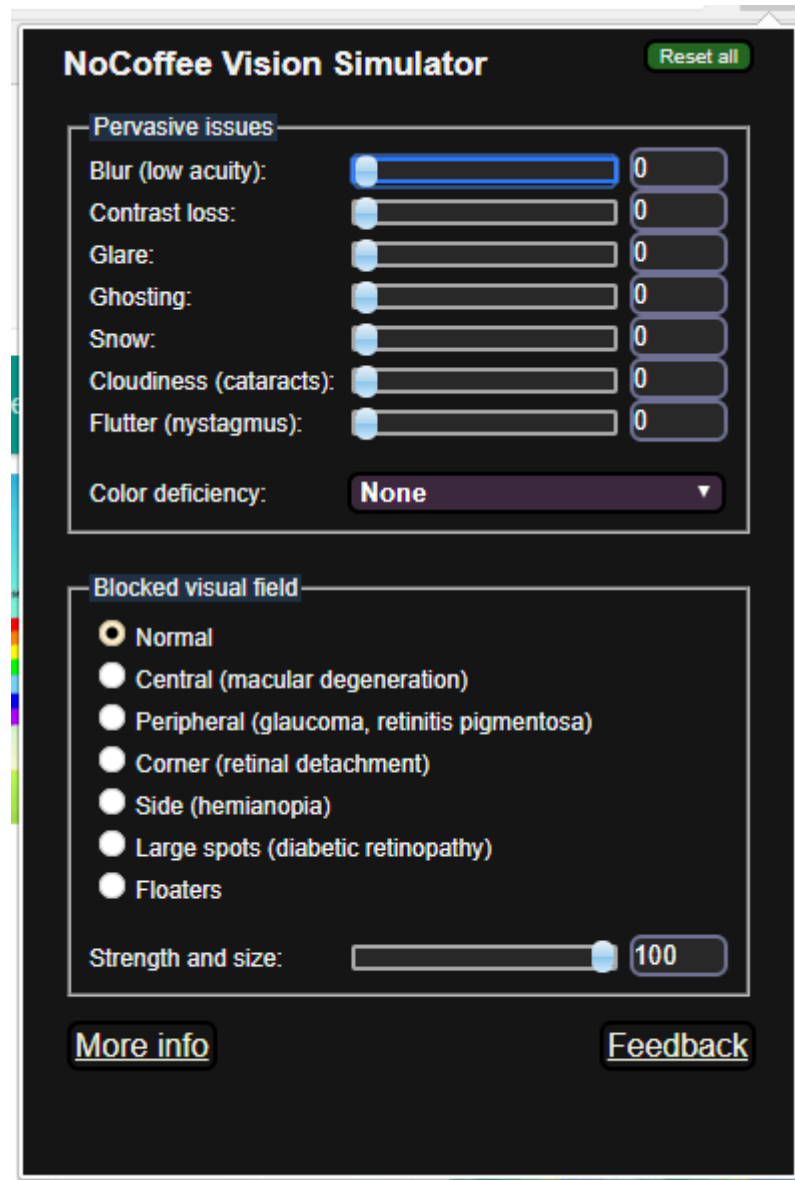 NoCoffee Vision Simulator Reset all
Pervasive issues
Blur (low acuity): 0
Contrast loss: 0
Glare: 0
Ghosting: 0
Snow: 0
Cloudiness (cataracts): 0
Flutter (nystagmus): 0
Color deficiency: None
Blocked visual field
Normal
Central (macular degeneration)
Peripheral (glaucoma, retinitis pigmentosa)
Corner (retinal detachment)
Side (hemianopia)
Large spots (diabetic retinopathy)
Floaters
Strength and size: 100
More info Feedback